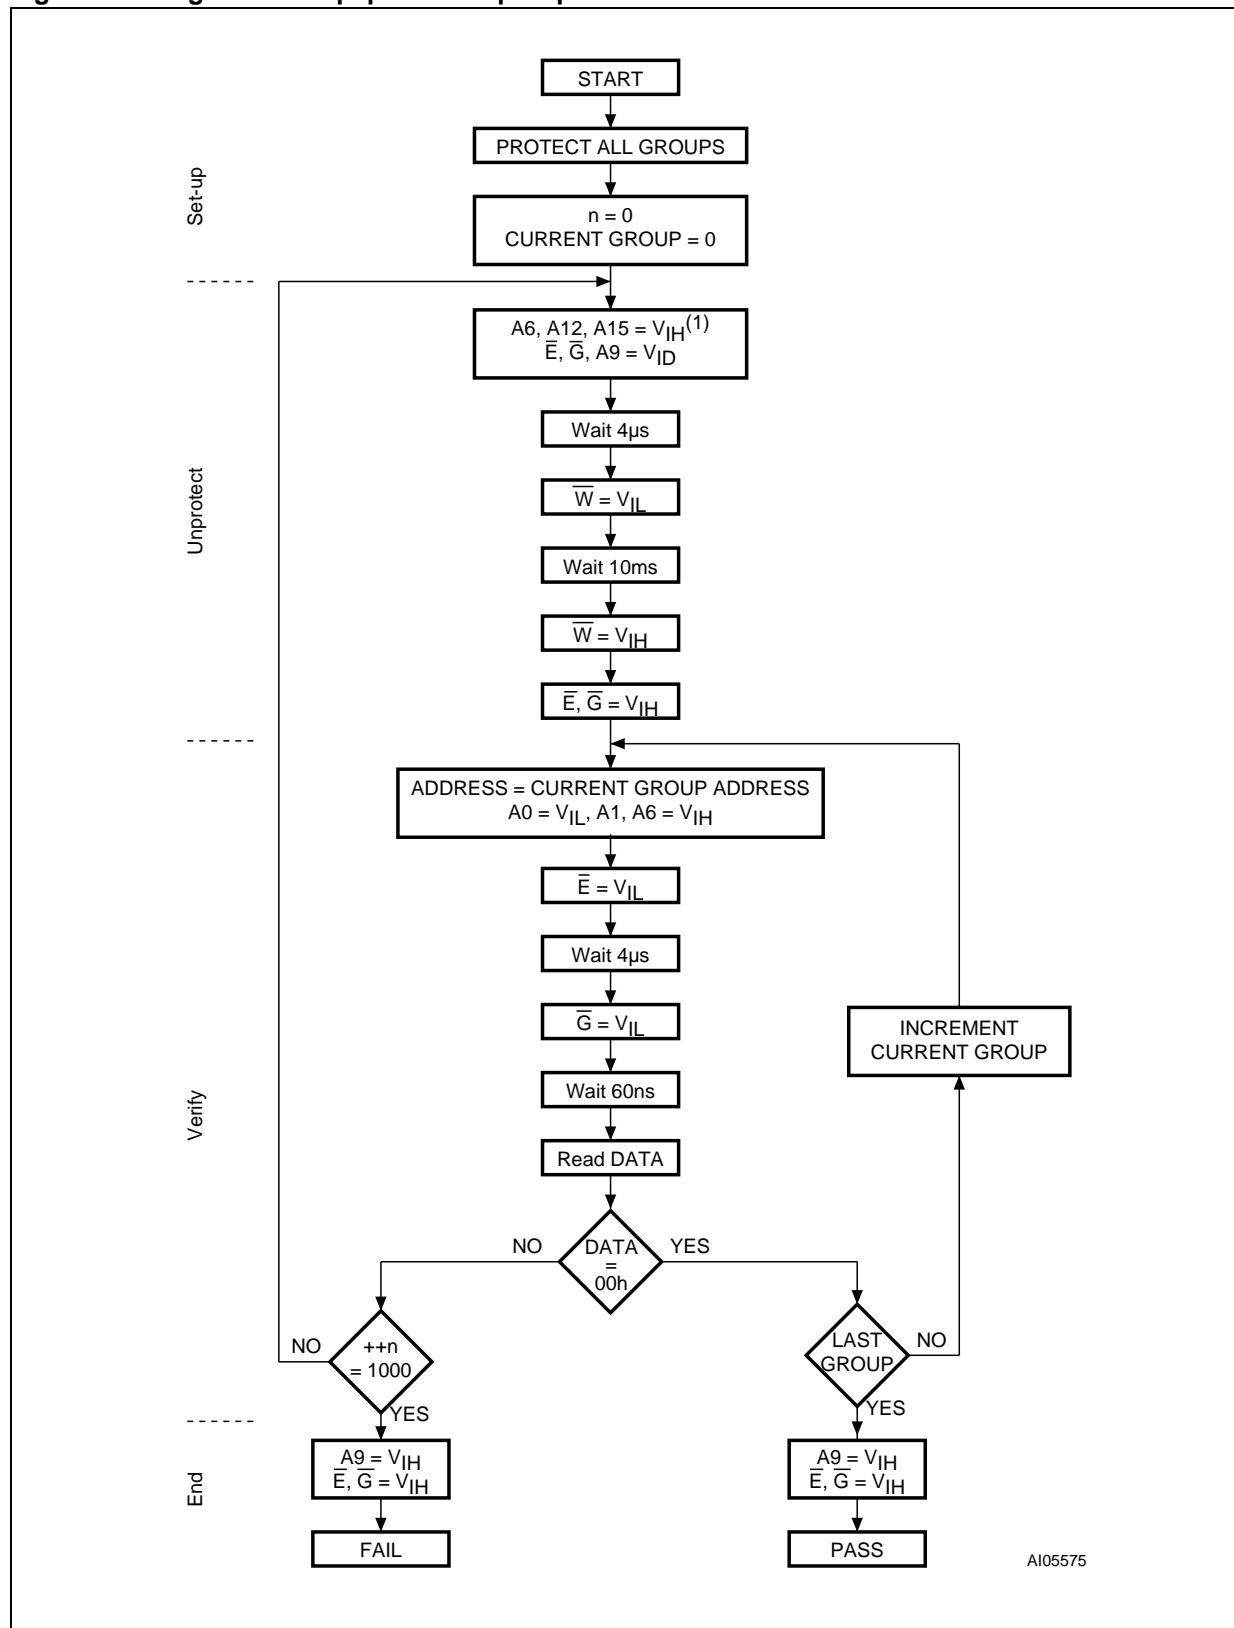 START
PROTECT ALL GROUPS
Set-up
n = 0
CURRENT GROUP = 0
A6, A12, A15 = VIH(1)
E̅, G̅, A9 = VID
Wait 4µs
Unprotect
W̅ = VIL
Wait 10ms
W̅ = VIH
E̅, G̅ = VIH
ADDRESS = CURRENT GROUP ADDRESS
A0 = VIL, A1, A6 = VIH
E̅ = VIL
Wait 4µs
G̅ = VIL
INCREMENT
CURRENT GROUP
Wait 60ns
Verify
Read DATA
NO
DATA
=
00h
YES
NO
++n
= 1000
LAST
GROUP
NO
YES
YES
End
A9 = VIH
E̅, G̅ = VIH
A9 = VIH
E̅, G̅ = VIH
FAIL
PASS
AI05575